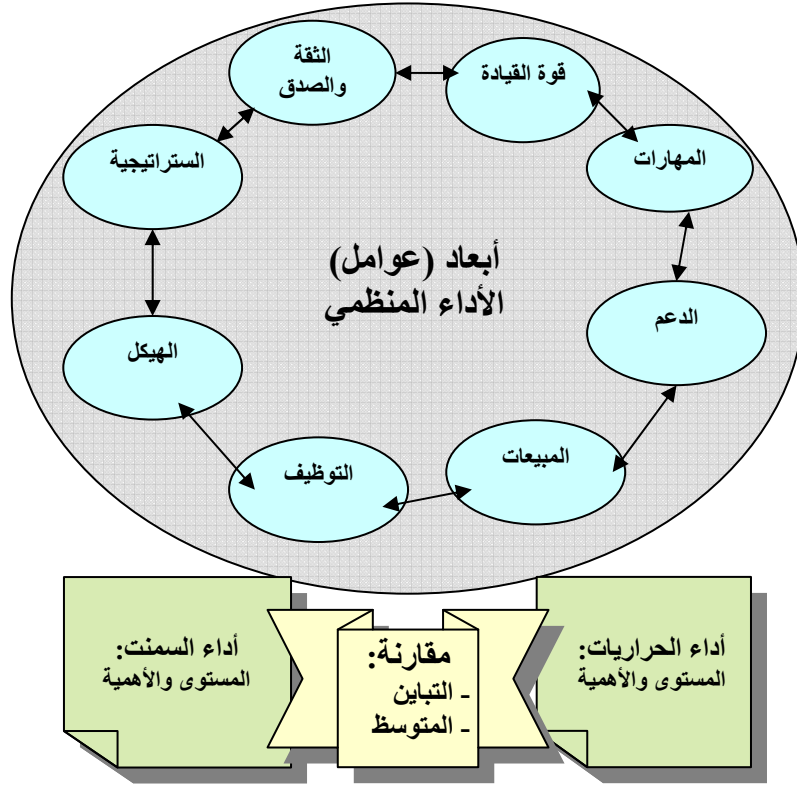 الثقة
والصدق
قوة القيادة
المهارات
الستراتيجية
أبعاد (عوامل)
الأداء المنظمي
الدعم
الهيكل
المبيعات
التوظيف
أداء الحراريات:
المستوى والأهمية
مقارنة:
- التباين
- المتوسظ
أداء السمنت:
المستوى والأهمية